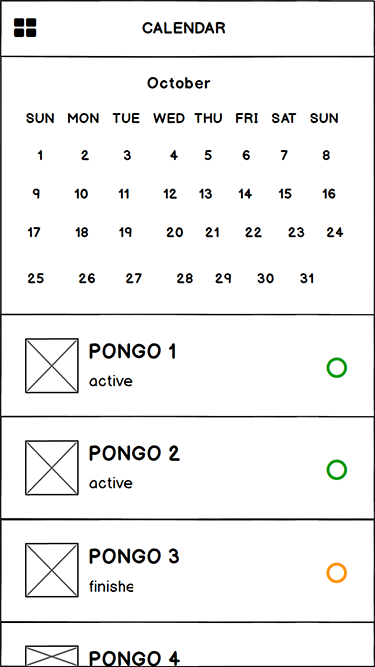 CALENDAR
October
SUN MON TUE WED THU FRI SAT SUN
1 2 3 4 5 6 7 8
9 10 11 12 13 14 15 16
17 18 19 20 21 22 23 24
25 26 27 28 29 30 31
PONGO 1
active
PONGO 2
active
PONGO 3
finishe
PONGO 4